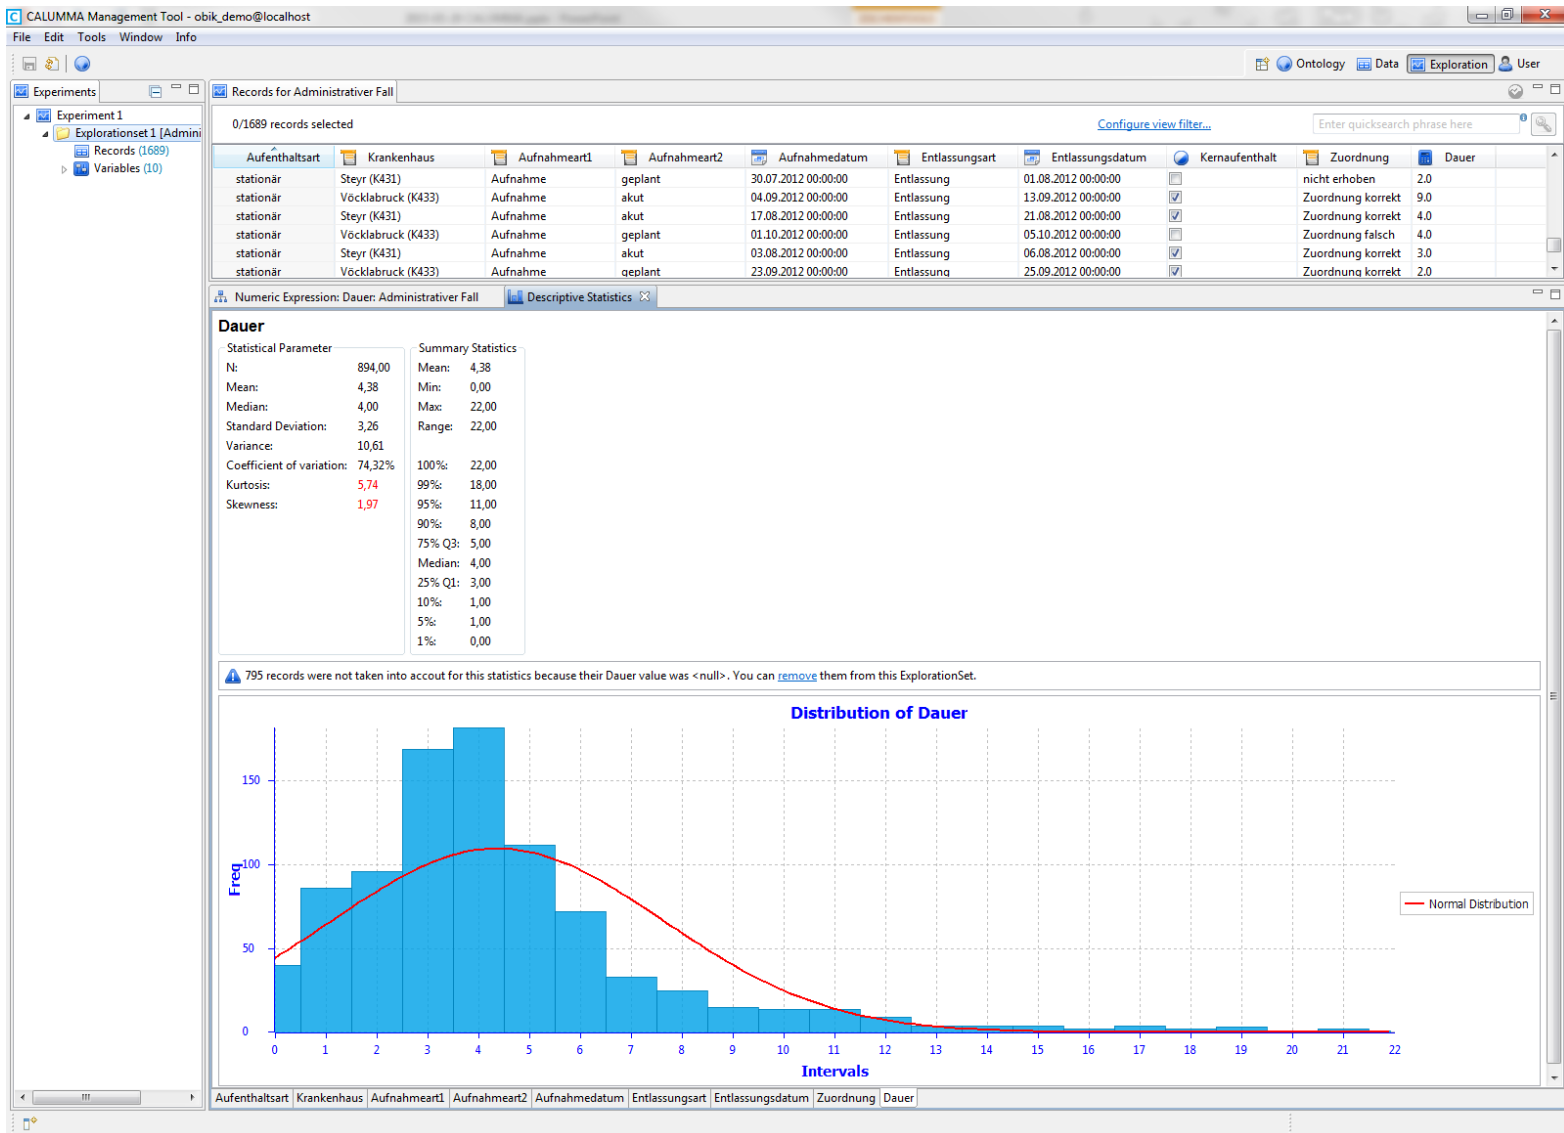 CALUMMA Management Tool - obik_demo@localhost
File Edit Tools Window Info
Ontology Data Exploration User
Experiments
Records for Administrativer Fall
Experiment 1
Explorationset 1 [Admini
Records (1689)
Variables (10)
0/1689 records selected Configure view filter... Enter quicksearch phrase here
Aufenthaltsart Krankenhaus Aufnahmeart1 Aufnahmeart2 Aufnahmedatum Entlassungsart Entlassungsdatum Kernaufenthalt Zuordnung Dauer
stationär Steyr (K431) Aufnahme geplant 30.07.2012 00:00:00 Entlassung 01.08.2012 00:00:00 nicht erhoben 2.0
stationär Vöcklabruck (K433) Aufnahme akut 04.09.2012 00:00:00 Entlassung 13.09.2012 00:00:00 Zuordnung korrekt 9.0
stationär Steyr (K431) Aufnahme akut 17.08.2012 00:00:00 Entlassung 21.08.2012 00:00:00 Zuordnung korrekt 4.0
stationär Vöcklabruck (K433) Aufnahme geplant 01.10.2012 00:00:00 Entlassung 05.10.2012 00:00:00 Zuordnung falsch 4.0
stationär Steyr (K431) Aufnahme akut 03.08.2012 00:00:00 Entlassung 06.08.2012 00:00:00 Zuordnung korrekt 3.0
stationär Vöcklabruck (K433) Aufnahme geplant 23.09.2012 00:00:00 Entlassung 25.09.2012 00:00:00 Zuordnung korrekt 2.0
Numeric Expression: Dauer: Administrativer Fall Descriptive Statistics
Dauer
Statistical Parameter
N: 894,00
Mean: 4,38
Median: 4,00
Standard Deviation: 3,26
Variance: 10,61
Coefficient of variation: 74,32%
Kurtosis: 5,74
Skewness: 1,97
Summary Statistics
Mean: 4,38
Min: 0,00
Max: 22,00
Range: 22,00
100%: 22,00
99%: 18,00
95%: 11,00
90%: 8,00
75% Q3: 5,00
Median: 4,00
25% Q1: 3,00
10%: 1,00
5%: 1,00
1%: 0,00
795 records were not taken into accout for this statistics because their Dauer value was <null>. You can remove them from this ExplorationSet.
Distribution of Dauer
150
100
50
0
Freq
0 1 2 3 4 5 6 7 8 9 10 11 12 13 14 15 16 17 18 19 20 21 22
Intervals
Normal Distribution
Aufenthaltsart Krankenhaus Aufnahmeart1 Aufnahmeart2 Aufnahmedatum Entlassungsart Entlassungsdatum Zuordnung Dauer